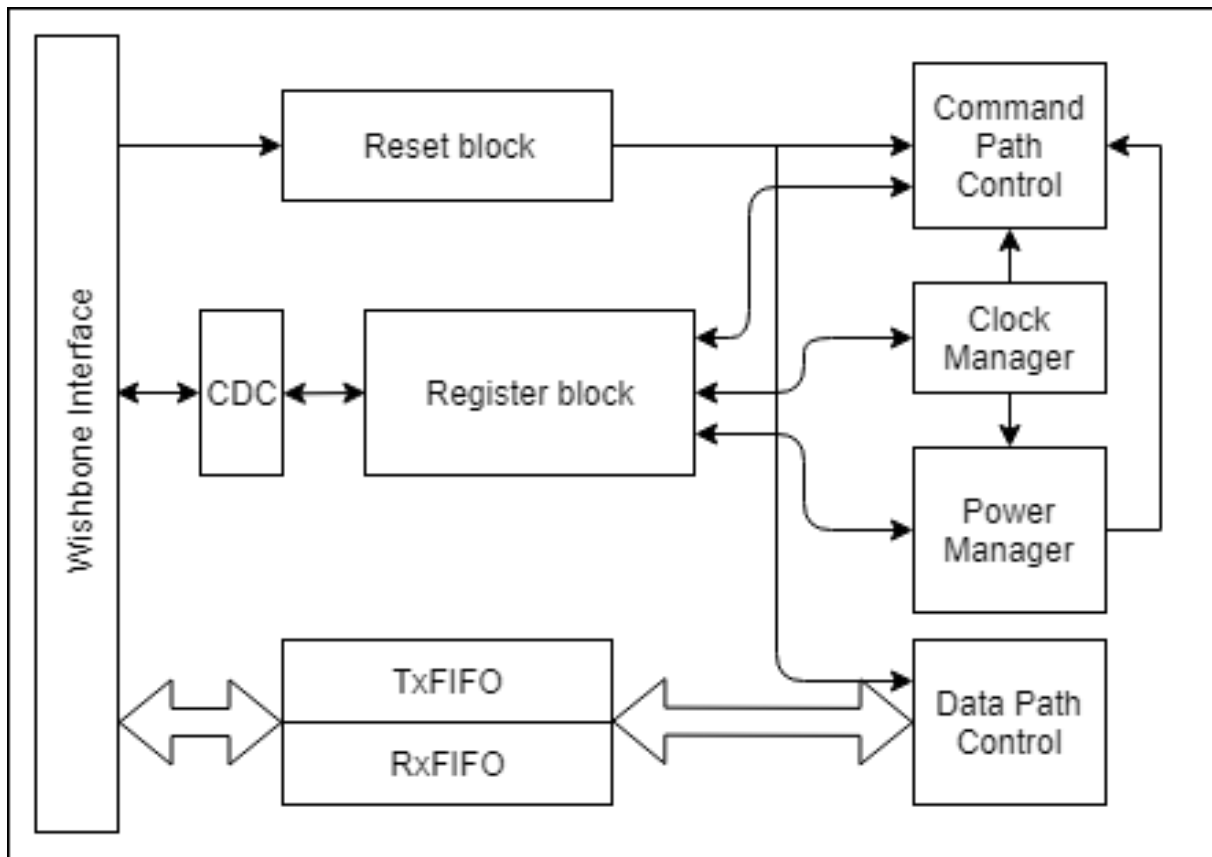 Wishbone Interface
Reset block
Command
Path
Control
CDC
Register block
Clock
Manager
Power
Manager
TxFIFO
RxFIFO
Data Path
Control